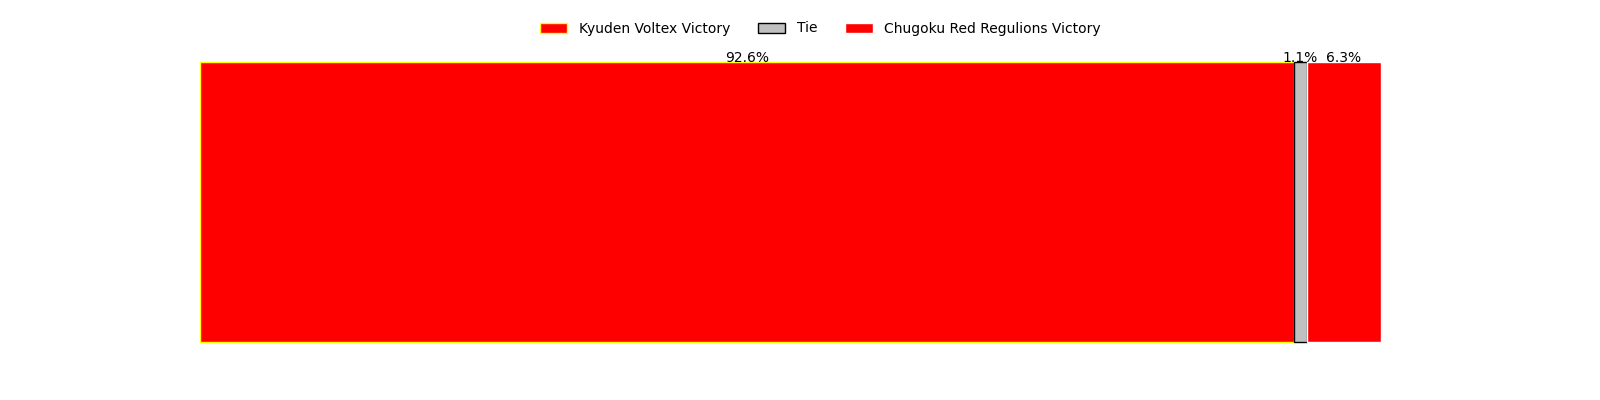 Kyuden Voltex Victory Tie Chugoku Red Regulions Victory
92.6% 1.1% 6.3%